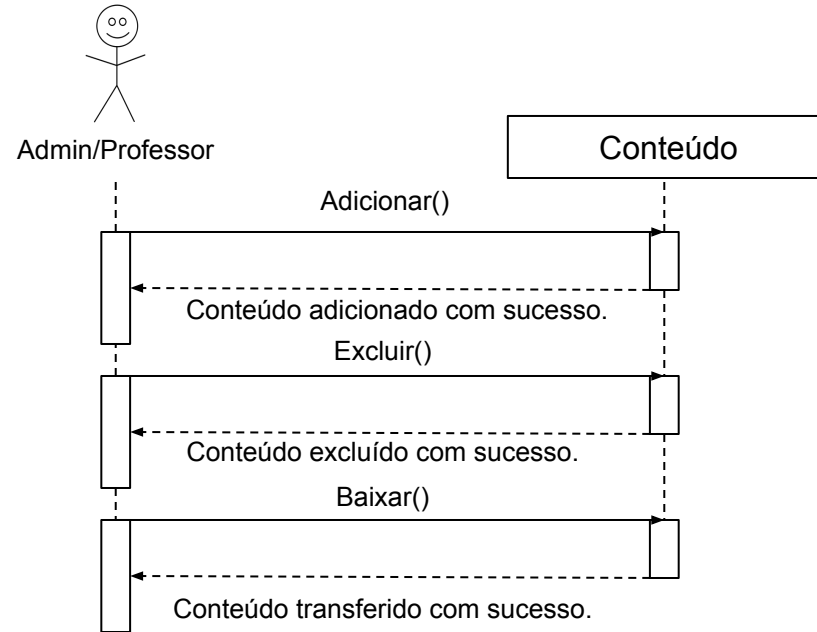 Admin/Professor
Conteúdo
Adicionar()
Conteúdo adicionado com sucesso.
Excluir()
Conteúdo excluído com sucesso.
Baixar()
Conteúdo transferido com sucesso.